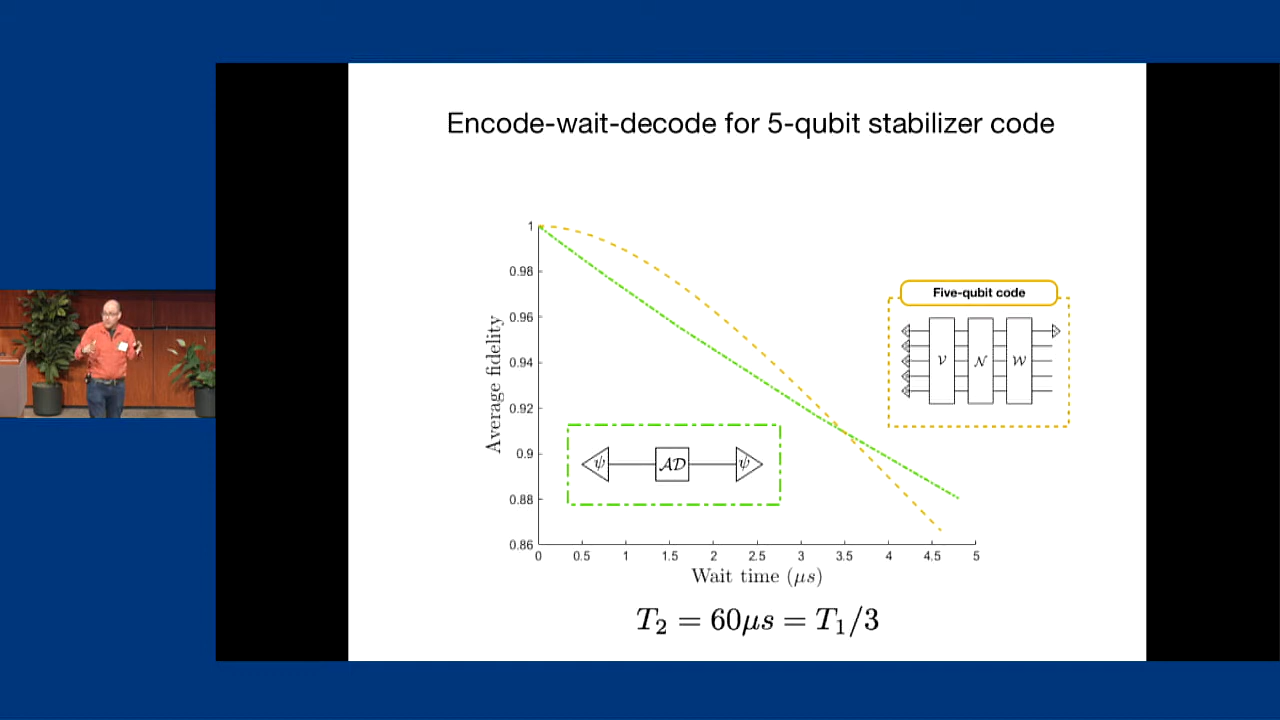 Encode-wait-decode for 5-qubit stabilizer code
1
0.98
0.96
0.94
0.92
0.9
0.88
0.86
Average fidelity
0 0.5 1 1.5 2 2.5 3 3.5 4 4.5 5
Wait time (μs)
ψ AD ψ
Five-qubit code
V N W
T₂ = 60μs = T₁/3